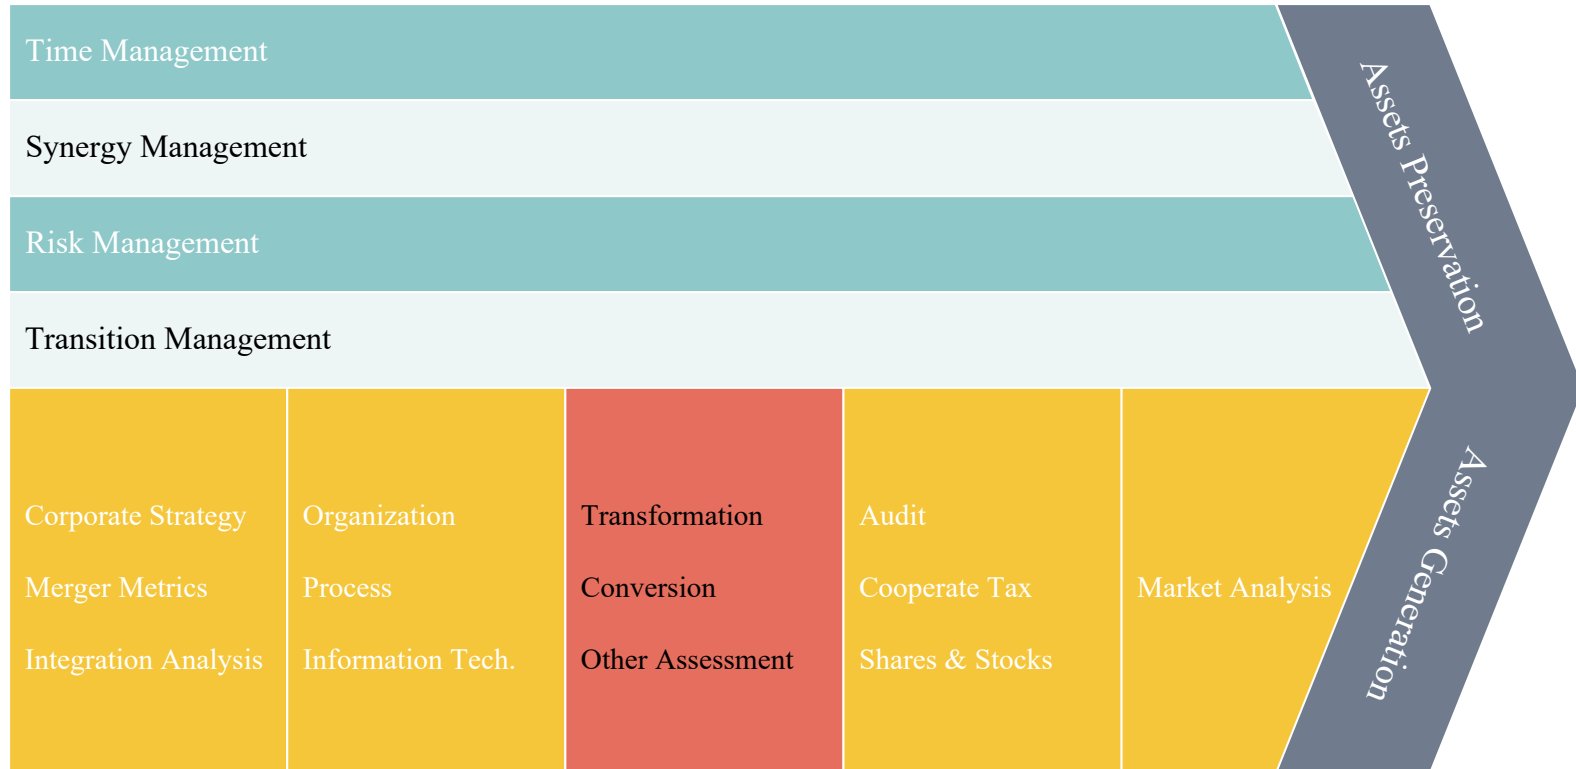 Time Management
Synergy Management
Risk Management
Transition Management
Assets Preservation
Corporate Strategy
Merger Metrics
Integration Analysis
Organization
Process
Information Tech.
Transformation
Conversion
Other Assessment
Audit
Cooperate Tax
Shares & Stocks
Market Analysis
Assets Generation